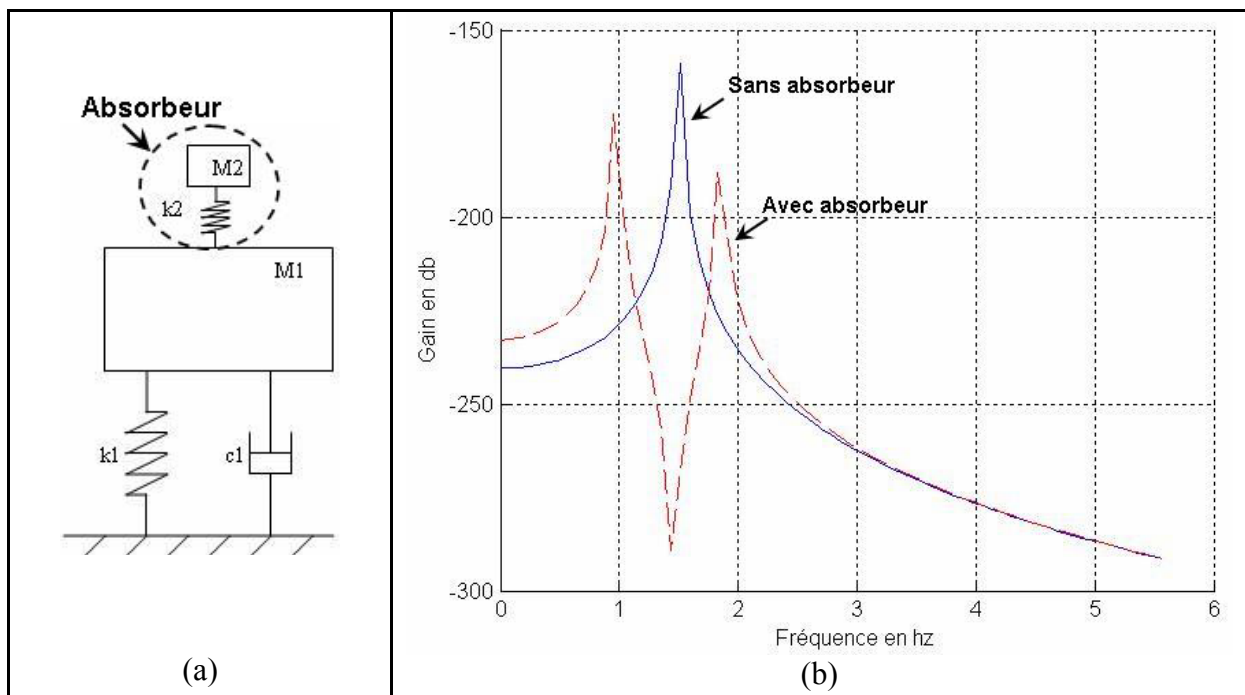 Absorbeur
M2
k2
M1
k1
c1
(a)
-150
-200
-250
-300
Gain en db
Sans absorbeur
Avec absorbeur
0
1
2
3
4
5
6
Fréquence en hz
(b)